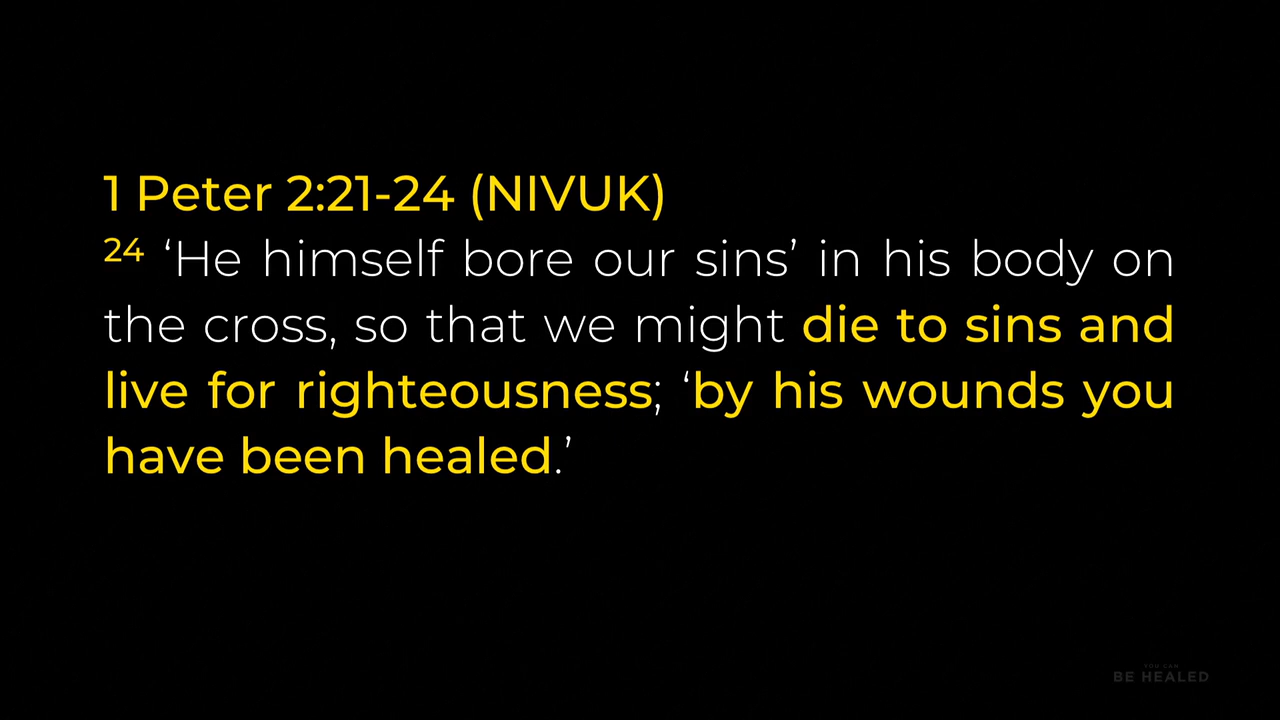 1 Peter 2:21-24 (NIVUK)
24 ‘He himself bore our sins’ in his body on
the cross, so that we might die to sins and
live for righteousness; ‘by his wounds you
have been healed.’
YOU CAN
BE HEALED